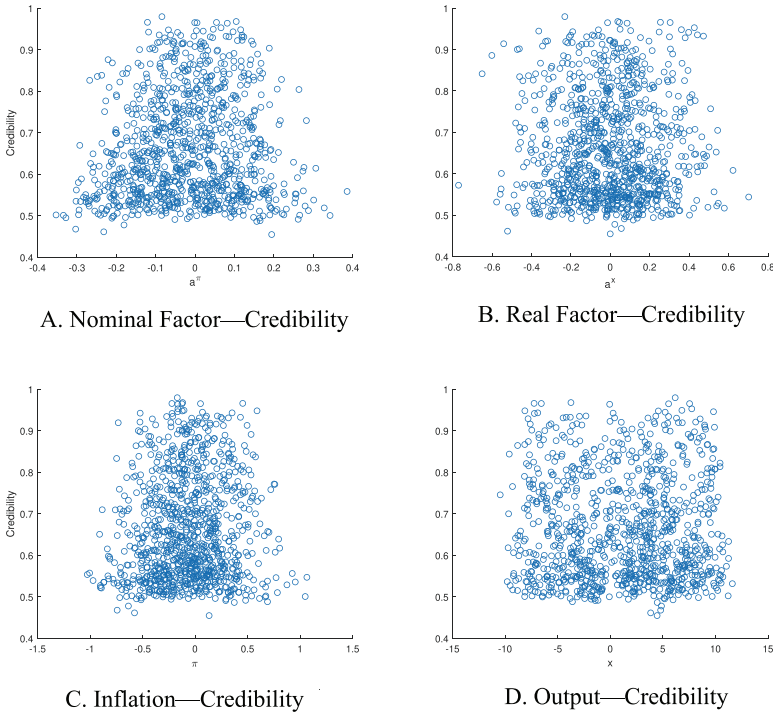 1
0.9
0.8
0.7
0.6
0.5
0.4
Credibility
-0.4 -0.3 -0.2 -0.1 0 0.1 0.2 0.3 0.4
a^π
A. Nominal Factor—Credibility
1
0.9
0.8
0.7
0.6
0.5
0.4
-0.8 -0.6 -0.4 -0.2 0 0.2 0.4 0.6 0.8
a^x
B. Real Factor—Credibility
1
0.9
0.8
0.7
0.6
0.5
0.4
Credibility
-1.5 -1 -0.5 0 0.5 1 1.5
π
C. Inflation—Credibility
1
0.9
0.8
0.7
0.6
0.5
0.4
-15 -10 -5 0 5 10 15
x
D. Output—Credibility